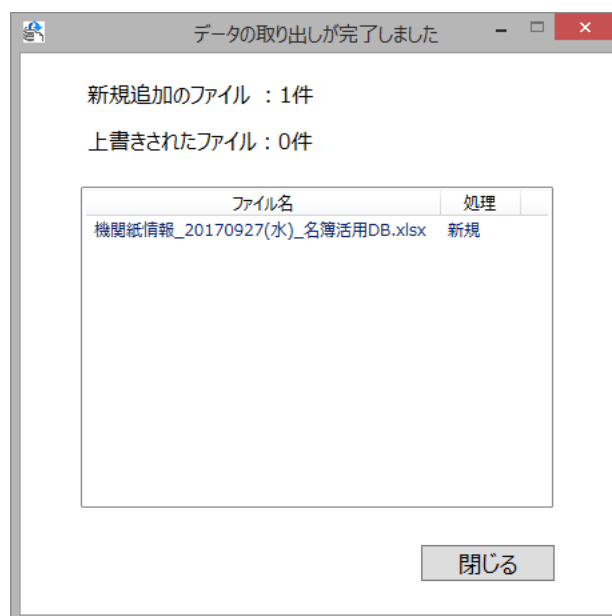 データの取り出しが完了しました
新規追加のファイル ：1件
上書きされたファイル：0件
ファイル名 処理
機関紙情報_20170927(水)_名簿活用DB.xlsx 新規
閉じる